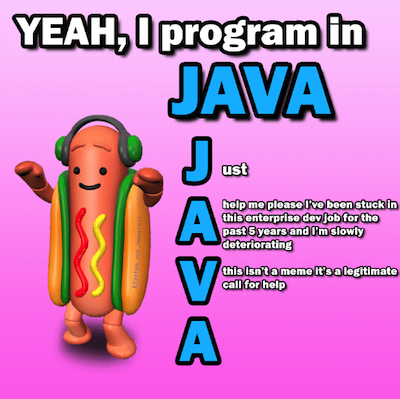 YEAH, I program in
JAVA
J ust
A help me please I've been stuck in
this enterprise dev job for the
past 5 years and I'm slowly
deteriorating
V this isn't a meme it's a legitimate
call for help
A